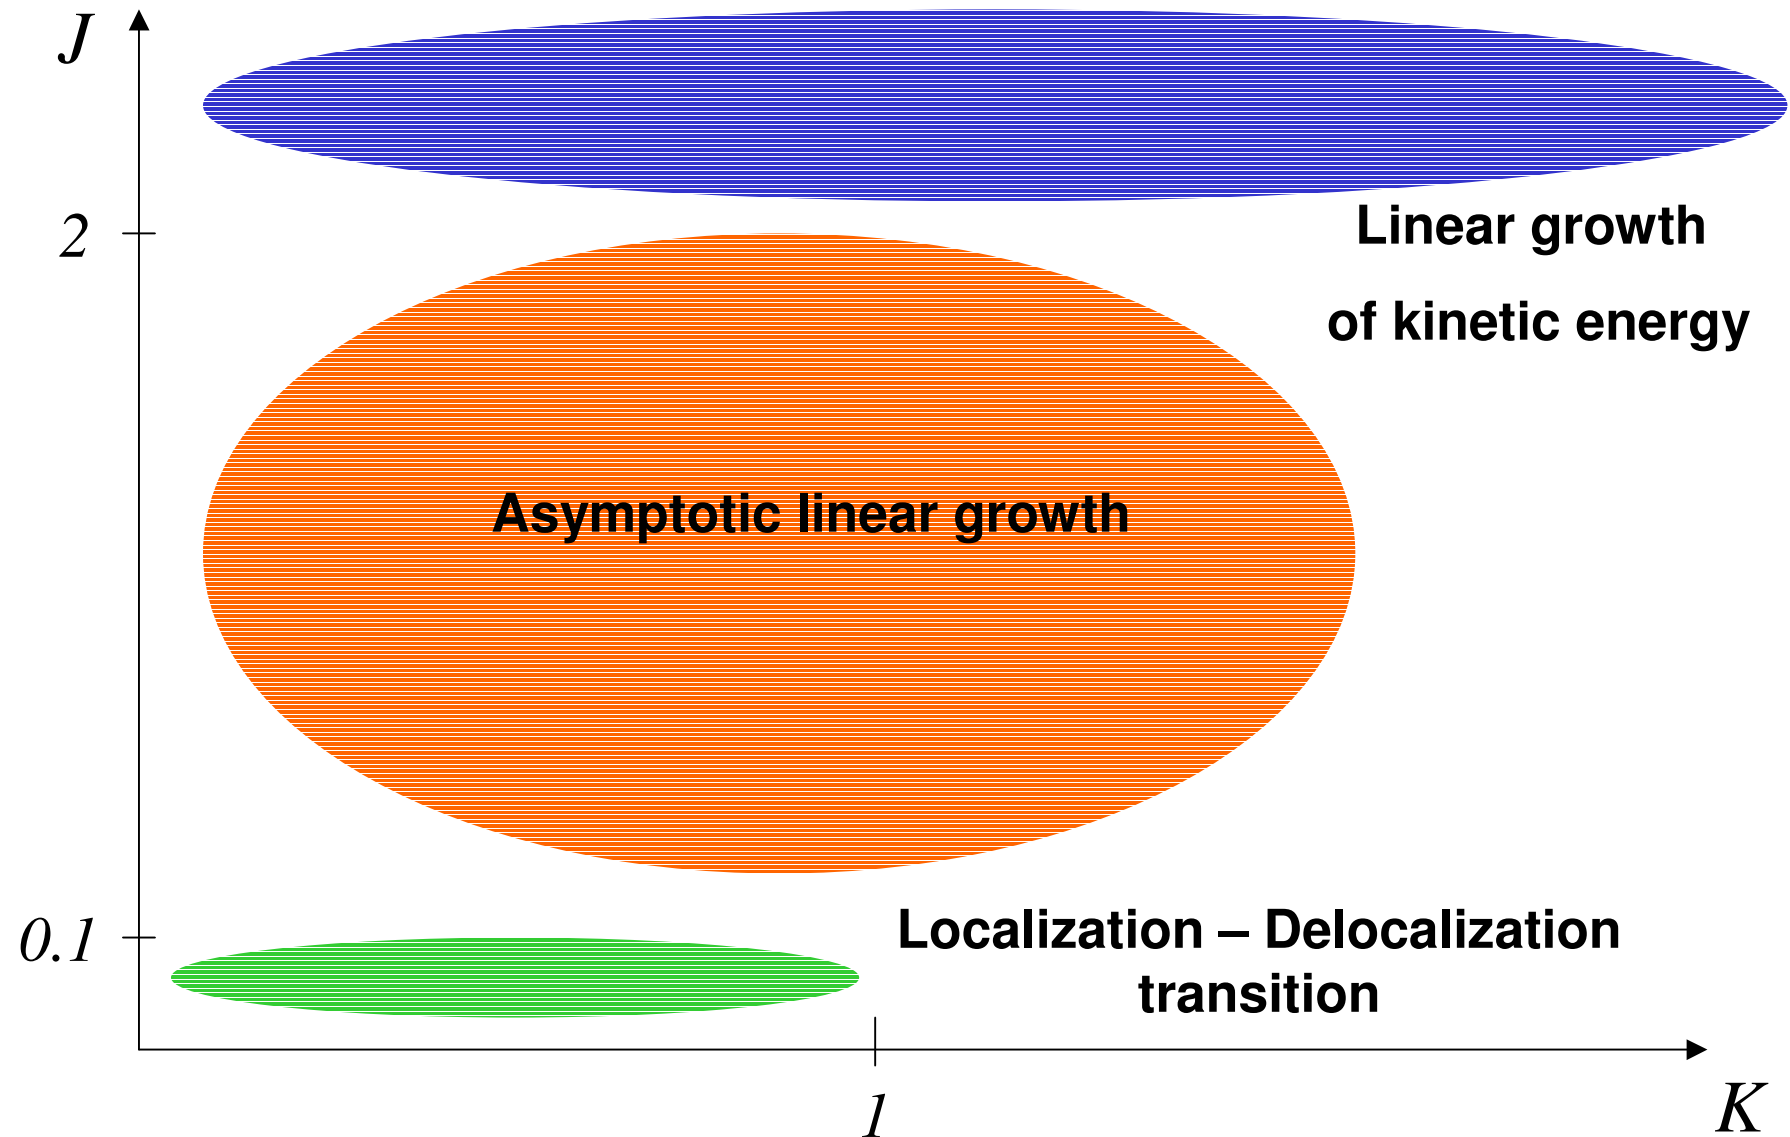 J
2
Linear growth
of kinetic energy
Asymptotic linear growth
0.1
Localization – Delocalization
transition
1
K